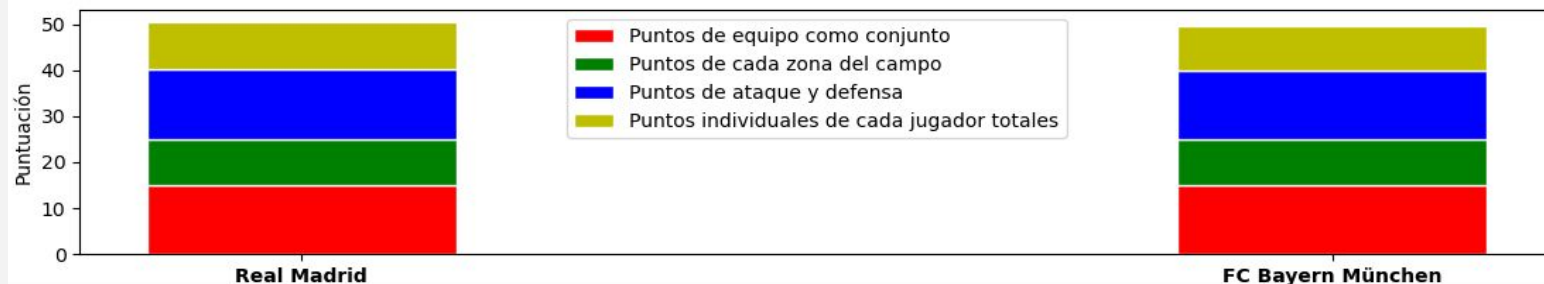 50
40
30
20
10
0
Puntuación
Puntos de equipo como conjunto
Puntos de cada zona del campo
Puntos de ataque y defensa
Puntos individuales de cada jugador totales
Real Madrid
FC Bayern München